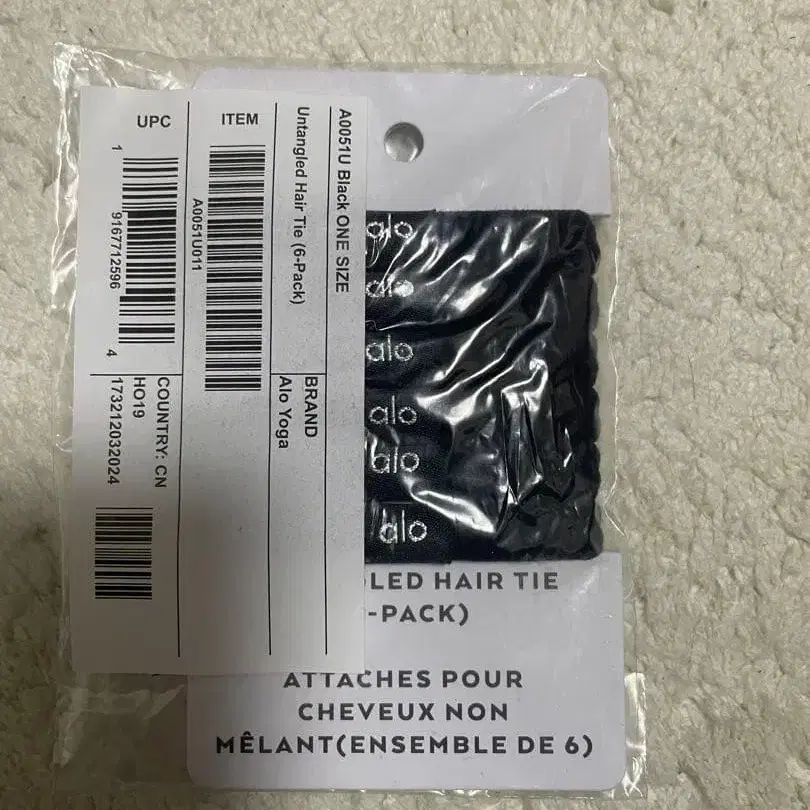 A0051U Black ONE SIZE
Untangled Hair Tie (6-Pack)
BRAND
Alo Yoga
ITEM
A0051U011
UPC
1 9167712596 4
COUNTRY: CN
HO19
173212032024
alo
alo
alo
alo
alo
alo
LED HAIR TIE
-PACK)
ATTACHES POUR
CHEVEUX NON
MÊLANT(ENSEMBLE DE 6)